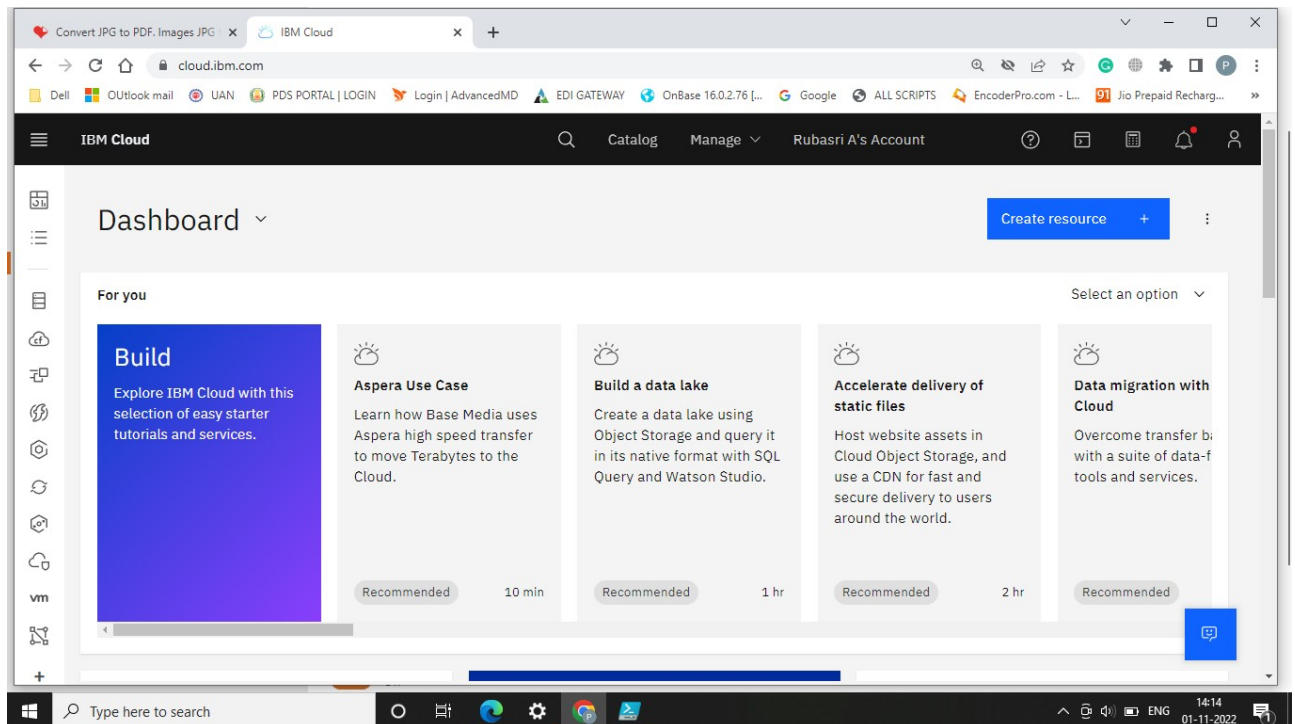 Convert JPG to PDF. Images JPG
IBM Cloud
cloud.ibm.com
P
Dell
OUtlook mail
UAN
PDS PORTAL | LOGIN
Login | AdvancedMD
EDI GATEWAY
OnBase 16.0.2.76 [...
Google
ALL SCRIPTS
EncoderPro.com - L...
91
Jio Prepaid Recharg...
»
IBM Cloud
Catalog
Manage
Rubasri A's Account
Dashboard
Create resource +
For you
Select an option
Build
Explore IBM Cloud with this
selection of easy starter
tutorials and services.
Aspera Use Case
Learn how Base Media uses
Aspera high speed transfer
to move Terabytes to the
Cloud.
Recommended 10 min
Build a data lake
Create a data lake using
Object Storage and query it
in its native format with SQL
Query and Watson Studio.
Recommended 1 hr
Accelerate delivery of
static files
Host website assets in
Cloud Object Storage, and
use a CDN for fast and
secure delivery to users
around the world.
Recommended 2 hr
Data migration with
Cloud
Overcome transfer
with a suite of data-f
tools and services.
Recommended
cf
vm
Type here to search
ENG
14:14
01-11-2022